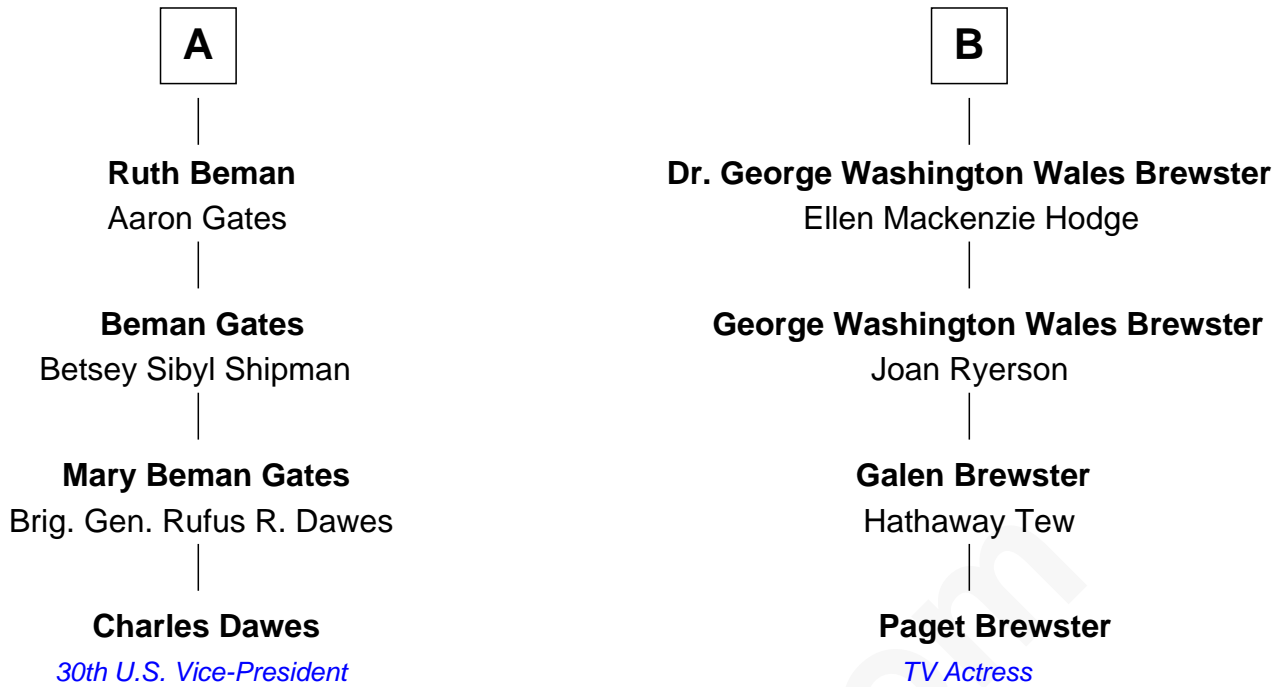 A
Ruth Beman
Aaron Gates
Beman Gates
Betsey Sibyl Shipman
Mary Beman Gates
Brig. Gen. Rufus R. Dawes
Charles Dawes
30th U.S. Vice-President
B
Dr. George Washington Wales Brewster
Ellen Mackenzie Hodge
George Washington Wales Brewster
Joan Ryerson
Galen Brewster
Hathaway Tew
Paget Brewster
TV Actress